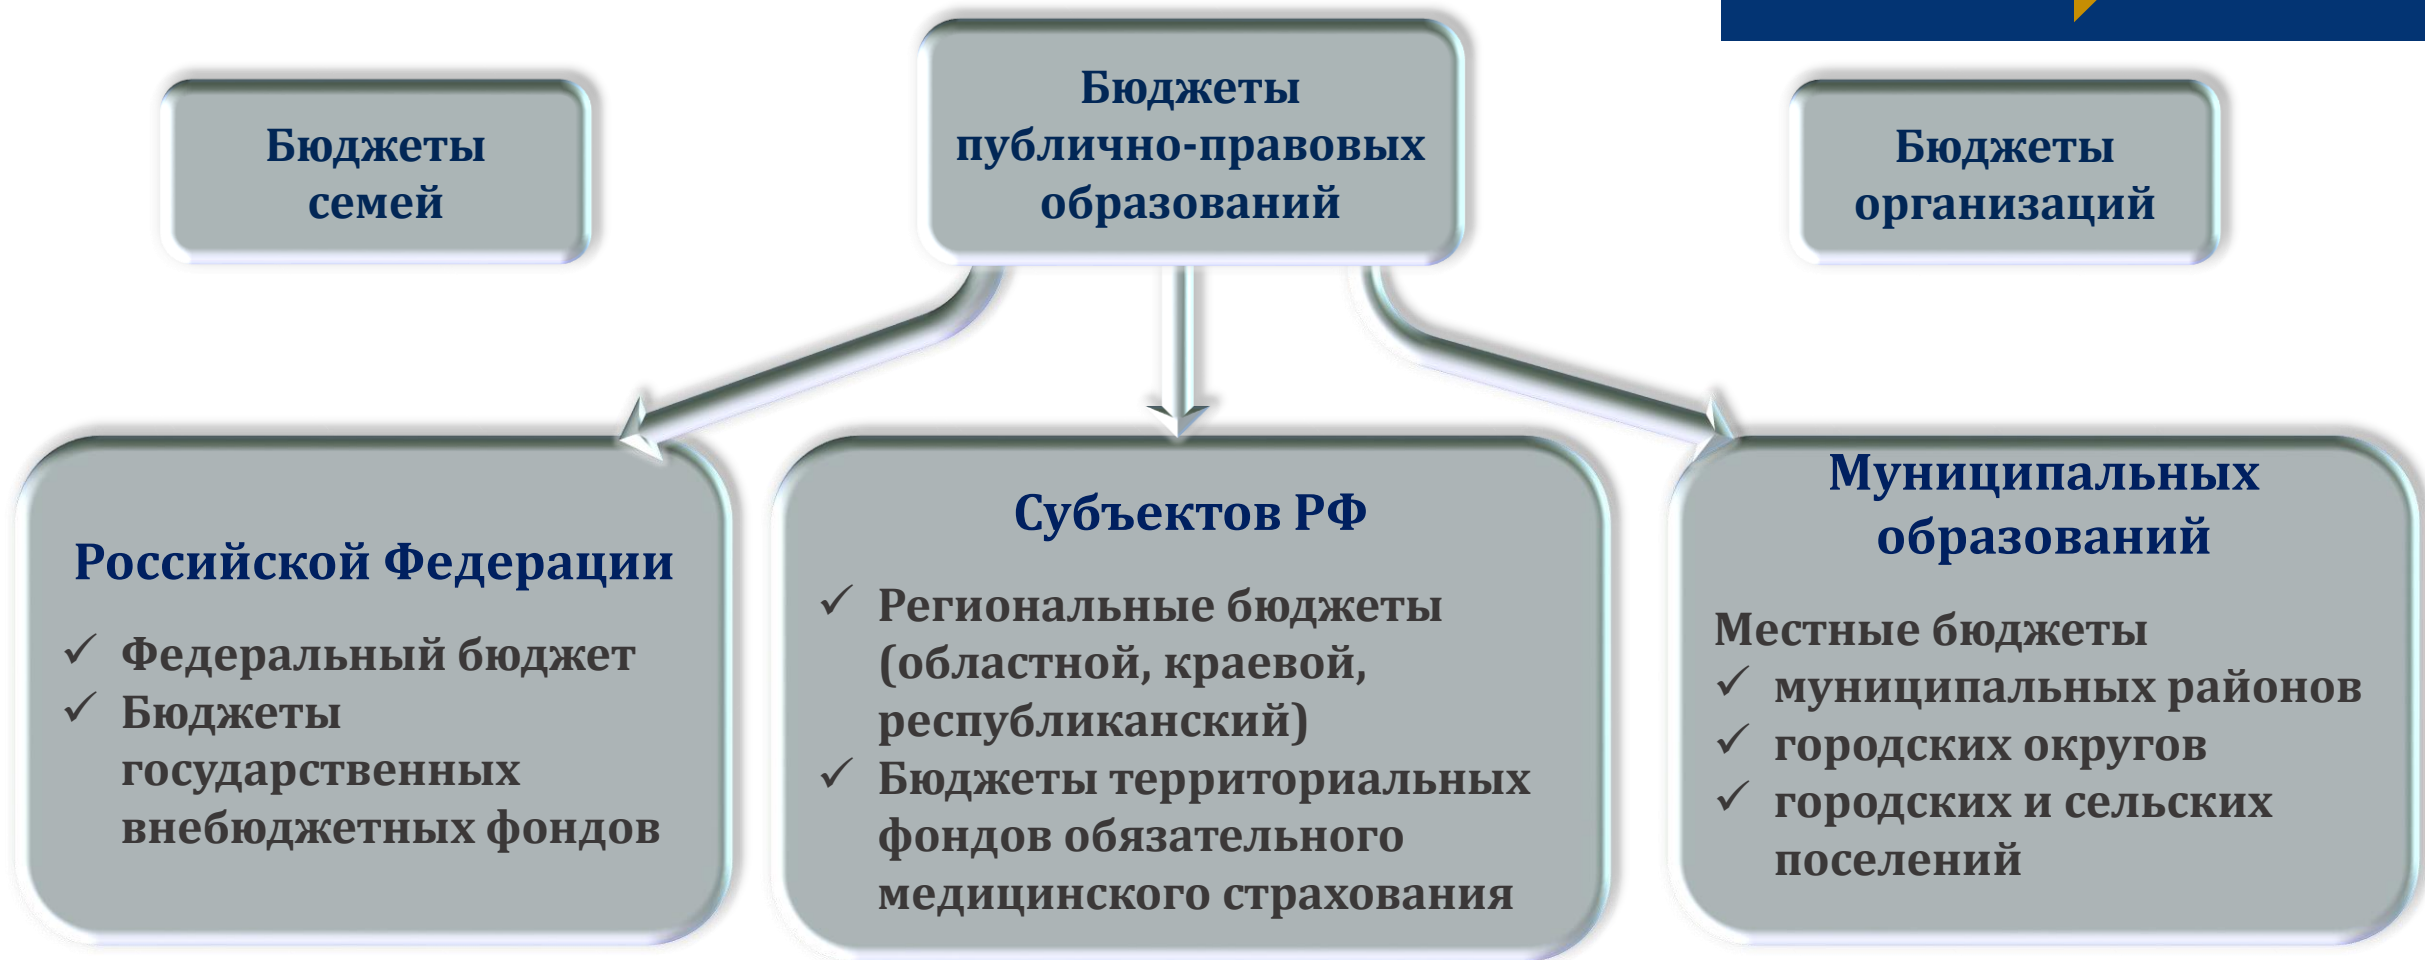 Бюджеты
семей
Бюджеты
публично-правовых
образований
Бюджеты
организаций
Российской Федерации
✓ Федеральный бюджет
✓ Бюджеты
государственных
внебюджетных фондов
Субъектов РФ
✓ Региональные бюджеты
(областной, краевой,
республиканский)
✓ Бюджеты территориальных
фондов обязательного
медицинского страхования
Муниципальных
образований
Местные бюджеты
✓ муниципальных районов
✓ городских округов
✓ городских и сельских
поселений